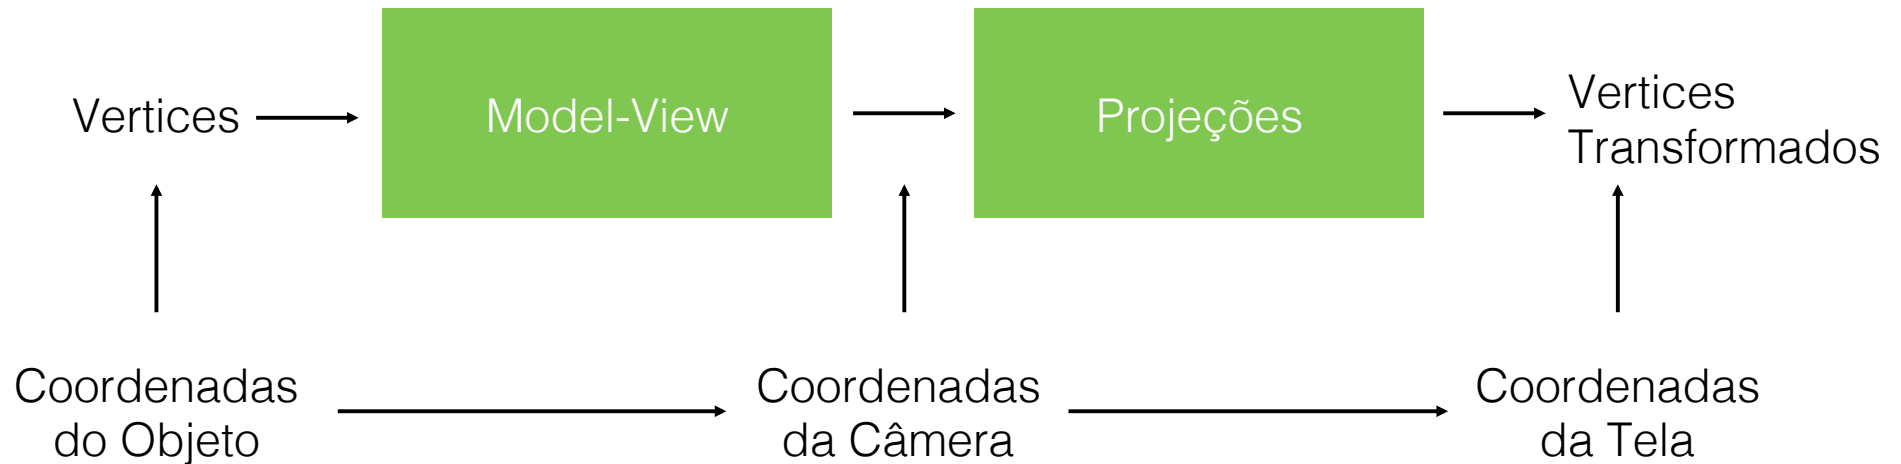 Vertices
Model-View
Projeções
Vertices
Transformados
Coordenadas
do Objeto
Coordenadas
da Câmera
Coordenadas
da Tela